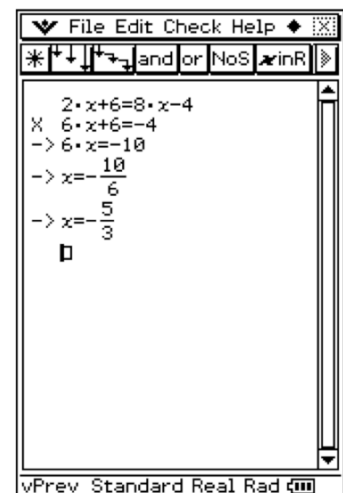 File Edit Check Help
and or NoS xinR
2·x+6=8·x-4
X 6·x+6=-4
-> 6·x=-10
-> x=-10/6
-> x=-5/3
vPrev Standard Real Rad